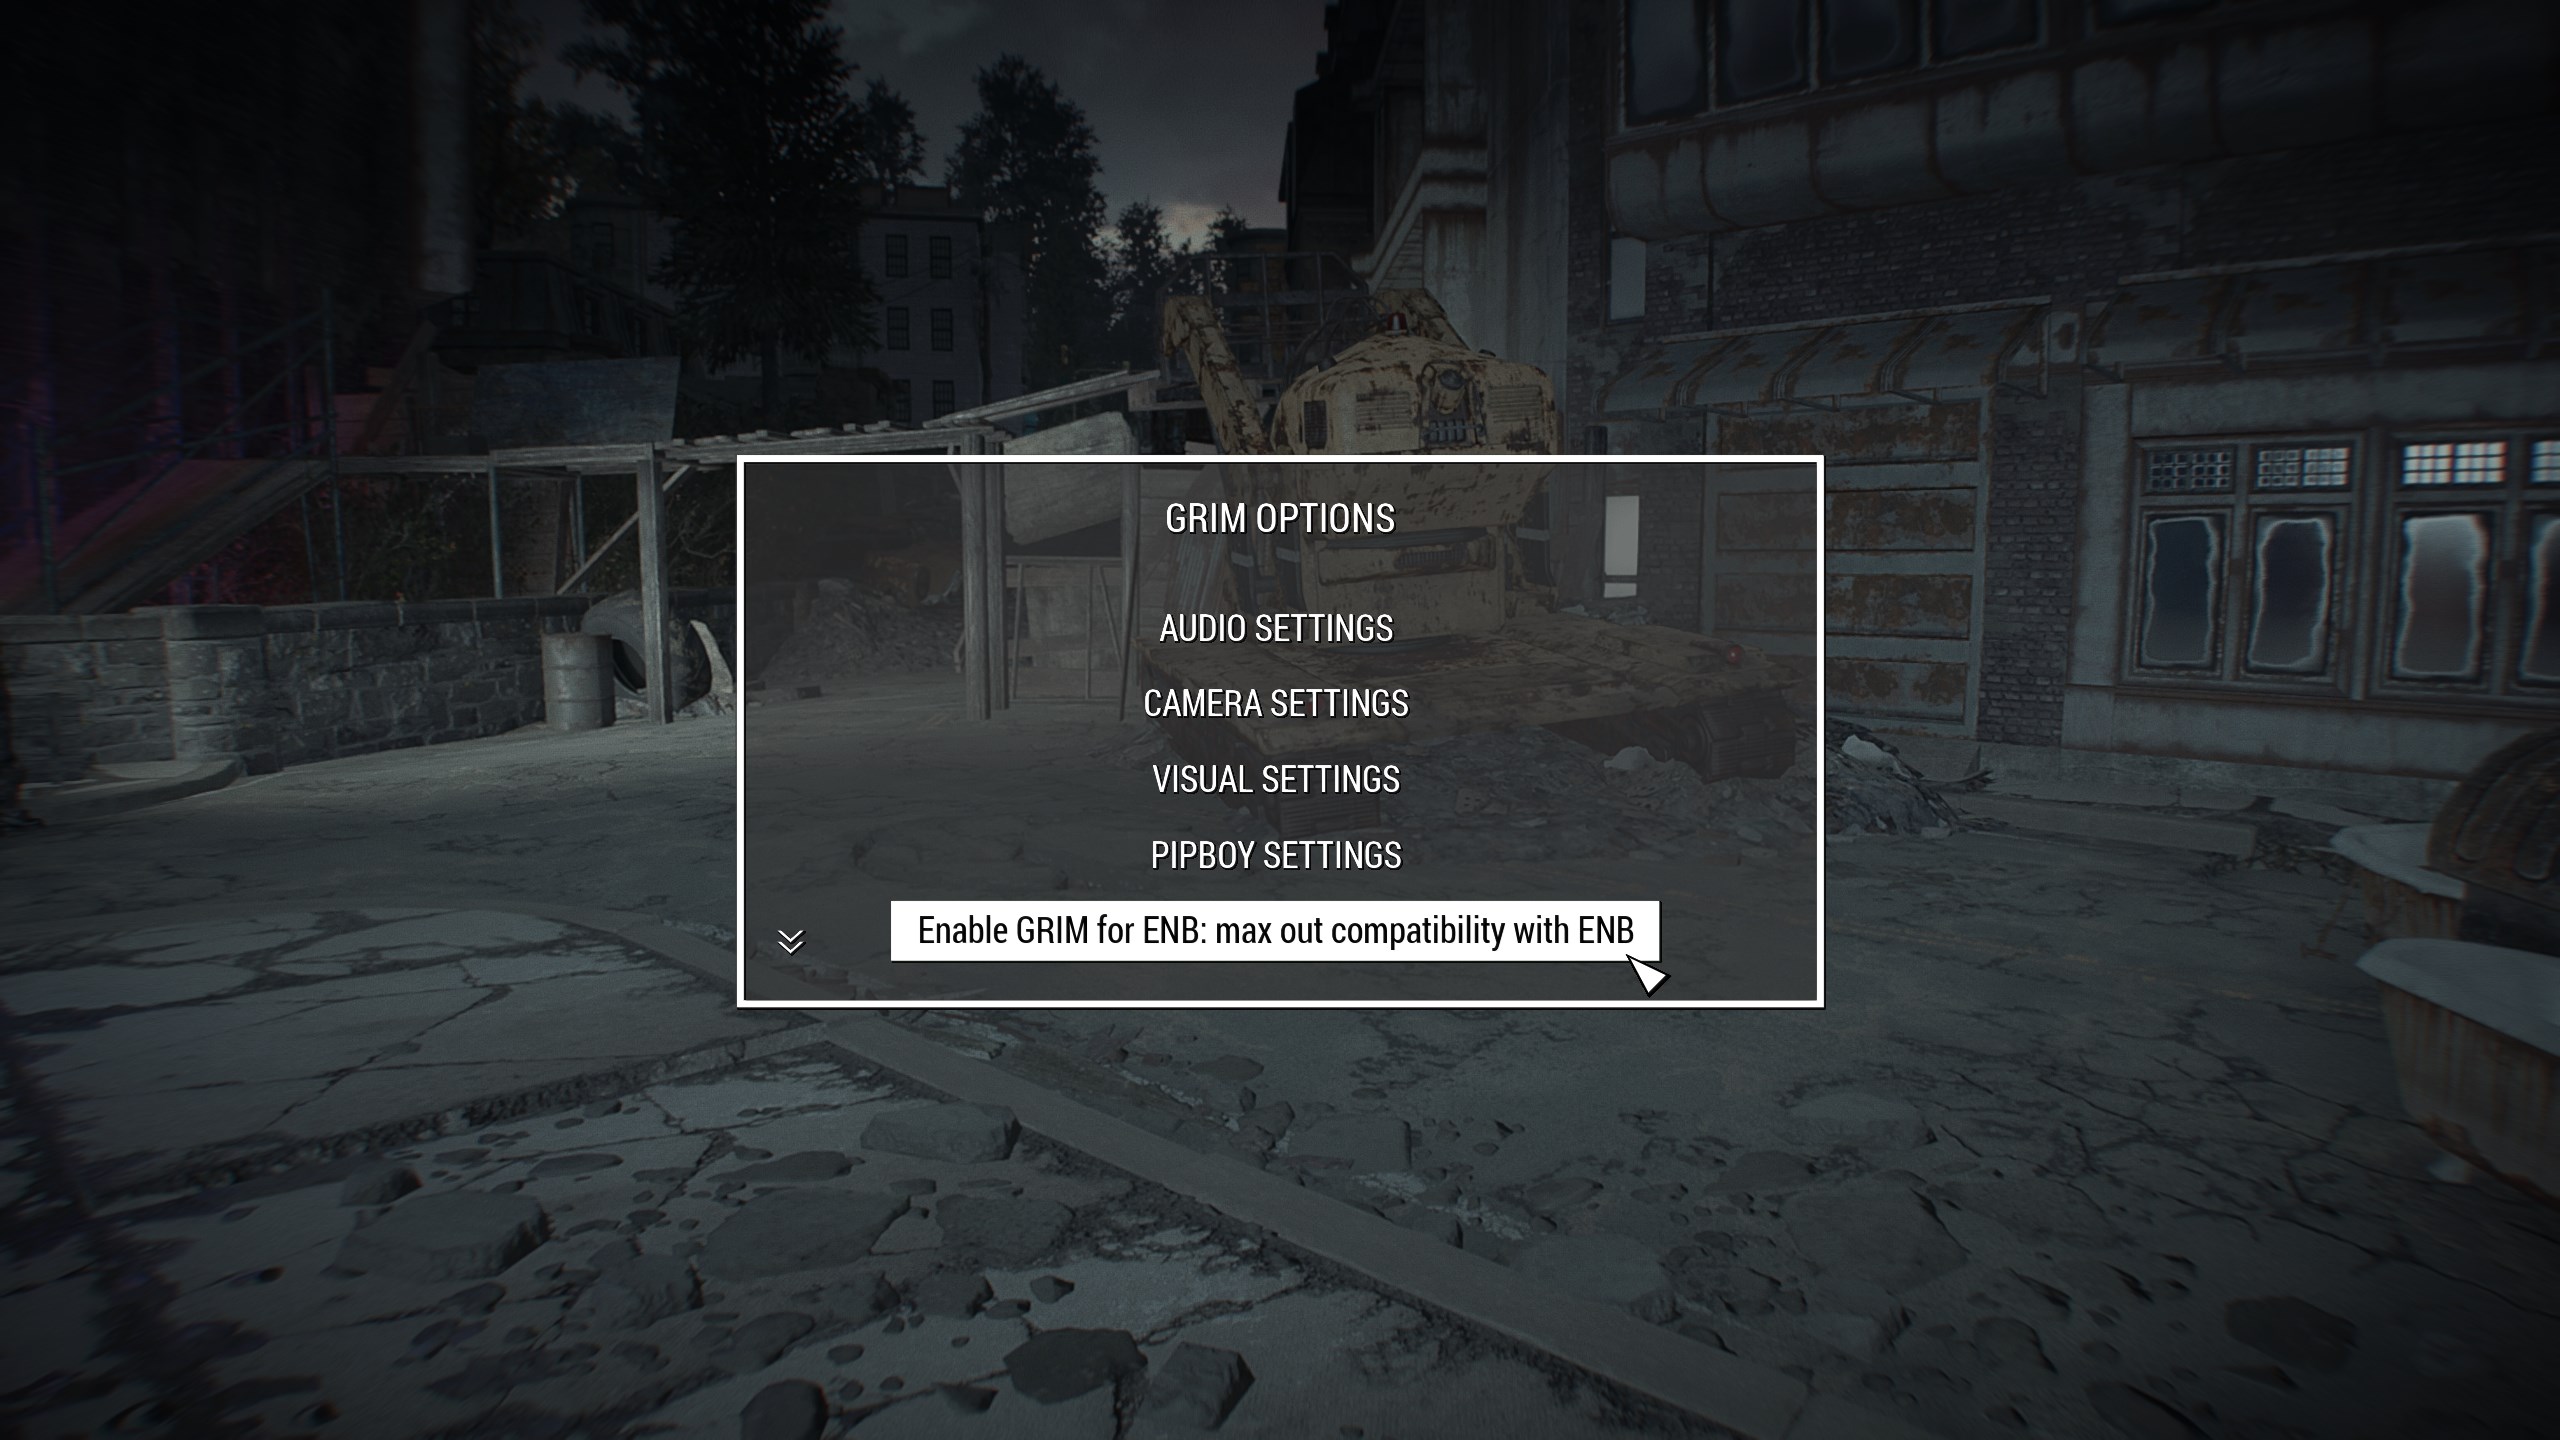 GRIM OPTIONS
AUDIO SETTINGS
CAMERA SETTINGS
VISUAL SETTINGS
PIPBOY SETTINGS
Enable GRIM for ENB: max out compatibility with ENB